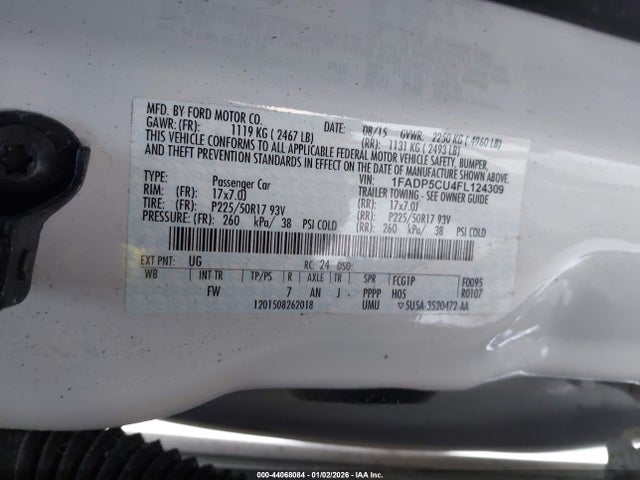 MFD. BY FORD MOTOR CO.
DATE: 08/15 GVWR: 2250 KG ( 4960 LB)
GAWR: (FR): 1119 KG ( 2467 LB) (RR): 1131 KG ( 2493 LB)
THIS VEHICLE CONFORMS TO ALL APPLICABLE FEDERAL MOTOR VEHICLE SAFETY, BUMPER,
AND THEFT PREVENTION STANDARDS IN EFFECT ON THE DATE OF MANUFACTURE SHOWN ABOVE.
VIN: 1FADP5CU4FL124309
TYPE: Passenger Car TRAILER TOWING - SEE OWNER GUIDE
RIM: (FR): 17x7.0J (RR): 17x7.0J
TIRE: (FR): P225/50R17 93V (RR): P225/50R17 93V
PRESSURE: (FR): 260 kPa/ 38 PSI COLD (RR): 260 kPa/ 38 PSI COLD
EXT PNT: UG RC: 24 DSO:
WB INT TR TP/PS R AXLE TR SPR FCG1P F0095
FW 7 AN J- PPPP H05 R0107
1201508262018 UMU ▽5U5A-3520472-AA
000-44068084 - 01/02/2026 - IAA Inc.